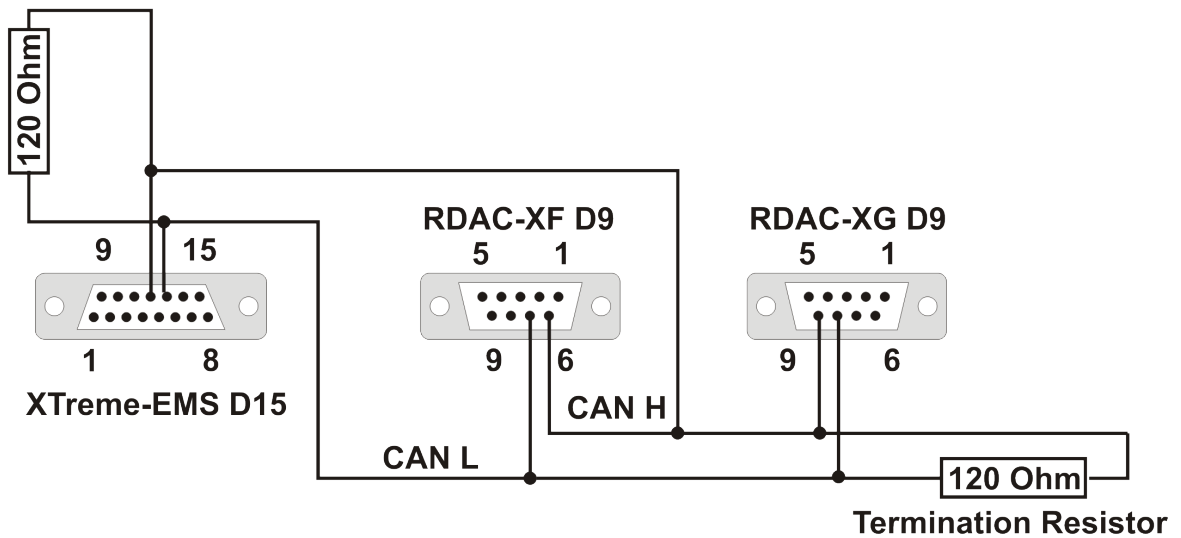 120 Ohm
9 15
1 8
XTreme-EMS D15
RDAC-XF D9
5 1
9 6
RDAC-XG D9
5 1
9 6
CAN H
CAN L
120 Ohm
Termination Resistor